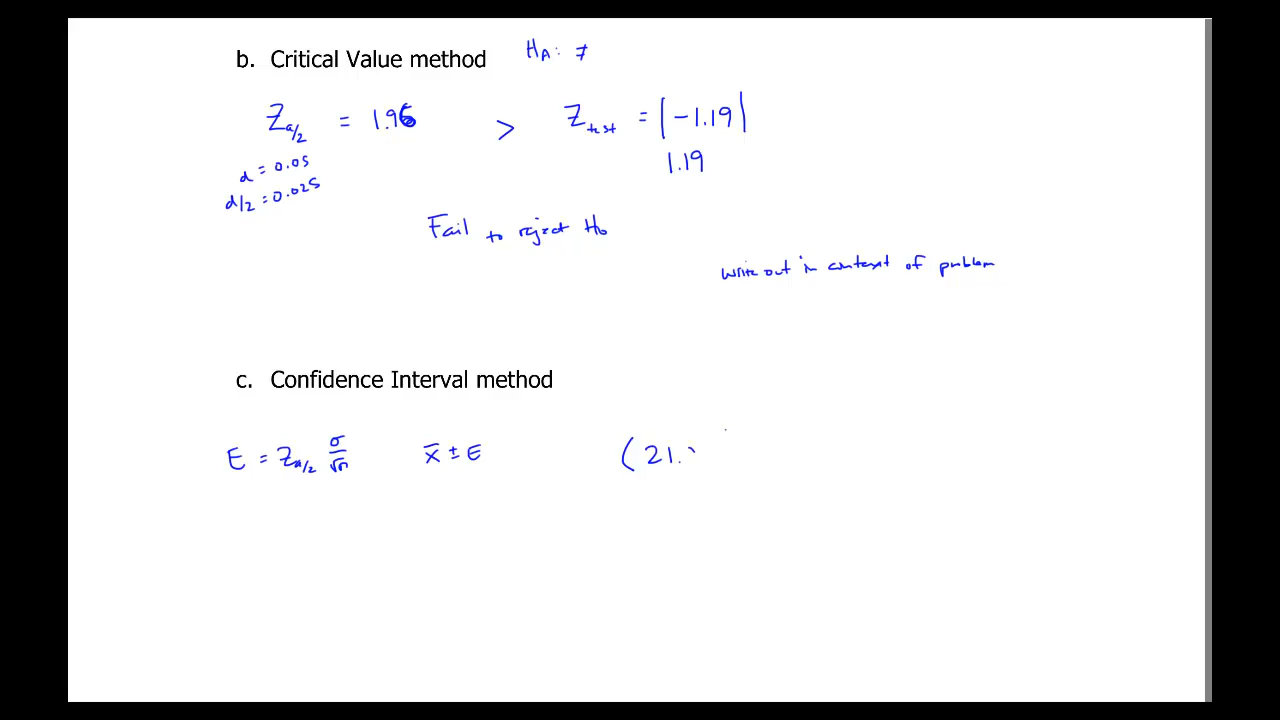 b. Critical Value method H_A: ≠
Z_α/2 = 1.96 > Z_test = |-1.19|
1.19
α = 0.05
α/2 = 0.025
Fail to reject H₀
write out in context of problem
c. Confidence Interval method
E = Z_α/2 σ/√n x̄ ± E (21.